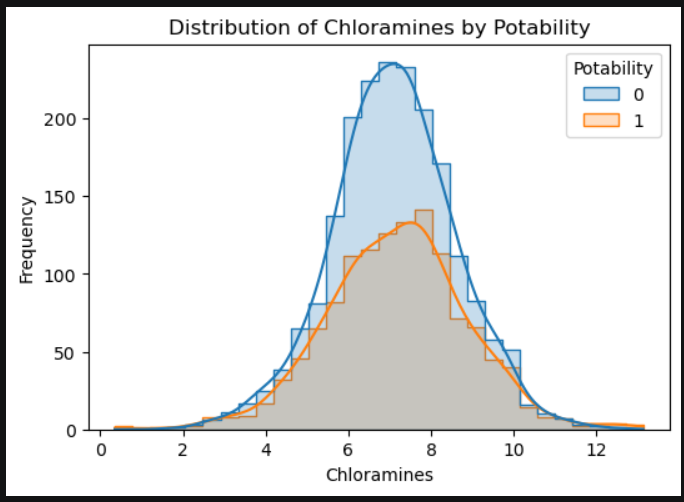 Distribution of Chloramines by Potability
Potability
0
1
Frequency
200
150
100
50
0
0 2 4 6 8 10 12
Chloramines